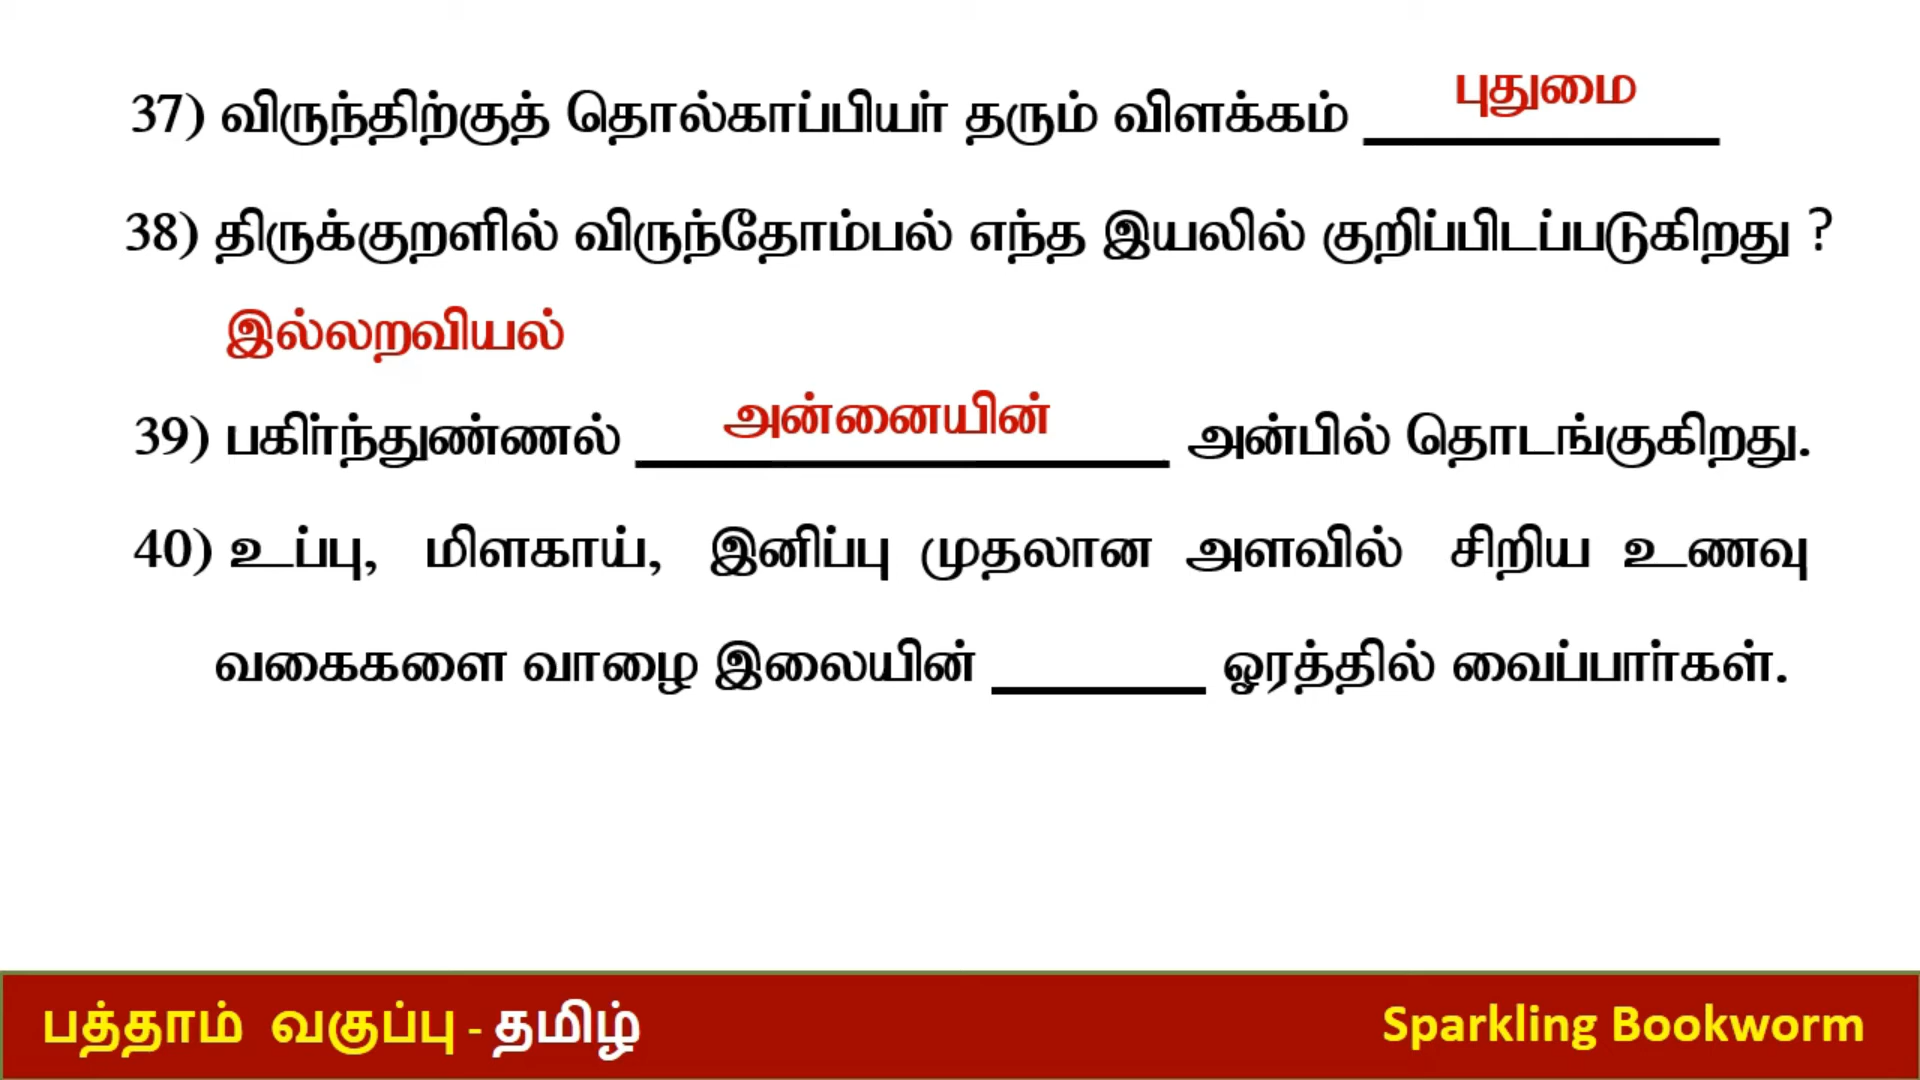 37) விருந்திற்குத் தொல்காப்பியர் தரும் விளக்கம் புதுமை
38) திருக்குறளில் விருந்தோம்பல் எந்த இயலில் குறிப்பிடப்படுகிறது ?
இல்லறவியல்
39) பகிர்ந்துண்ணல் அன்னையின் அன்பில் தொடங்குகிறது.
40) உப்பு, மிளகாய், இனிப்பு முதலான அளவில் சிறிய உணவு
வகைகளை வாழை இலையின் ________ ஓரத்தில் வைப்பார்கள்.
பத்தாம் வகுப்பு - தமிழ்
Sparkling Bookworm